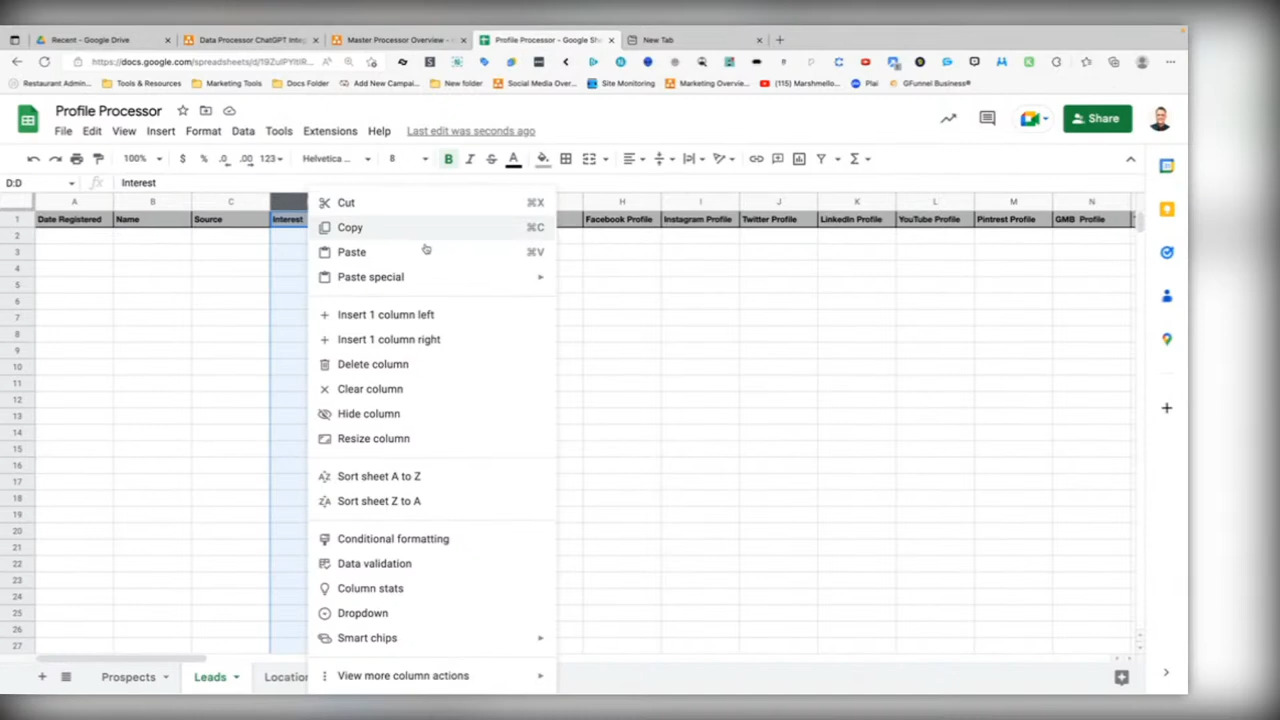 Recent - Google Drive
Data Processor ChatGPT Integ
Master Processor Overview -
Profile Processor - Google She
New Tab
https://docs.google.com/spreadsheets/d/
Restaurant Admin...
Tools & Resources
Marketing Tools
Docs Folder
Add New Campai...
New folder
Social Media Over...
Site Monitoring
Marketing Overvie...
(115) Marshmello...
Plai
GFunnel Business®
Profile Processor
File Edit View Insert Format Data Tools Extensions Help Last edit was seconds ago
Share
100% $ % .0 .00 123 Helvetica ... 8 B I S A
D:D fx Interest
A B C H I J K L M N
1 Date Registered Name Source Interest Facebook Profile Instagram Profile Twitter Profile LinkedIn Profile YouTube Profile Pintrest Profile GMB Profile
2
3
4
5
6
7
8
9
10
11
12
13
14
15
16
17
18
19
20
21
22
23
24
25
26
27
Cut ⌘X
Copy ⌘C
Paste ⌘V
Paste special
Insert 1 column left
Insert 1 column right
Delete column
Clear column
Hide column
Resize column
Sort sheet A to Z
Sort sheet Z to A
Conditional formatting
Data validation
Column stats
Dropdown
Smart chips
View more column actions
Prospects
Leads
Location